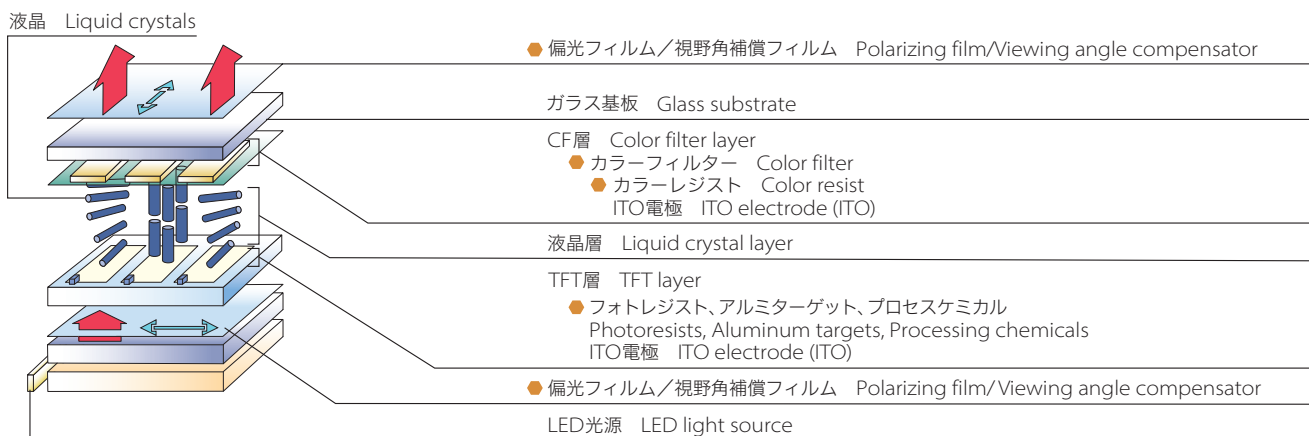 液晶 Liquid crystals
偏光フィルム／視野角補償フィルム Polarizing film/Viewing angle compensator
ガラス基板 Glass substrate
CF層 Color filter layer
カラーフィルター Color filter
カラーレジスト Color resist
ITO電極 ITO electrode (ITO)
液晶層 Liquid crystal layer
TFT層 TFT layer
フォトレジスト、アルミターゲット、プロセスケミカル
Photoresists, Aluminum targets, Processing chemicals
ITO電極 ITO electrode (ITO)
偏光フィルム／視野角補償フィルム Polarizing film/ Viewing angle compensator
LED光源 LED light source